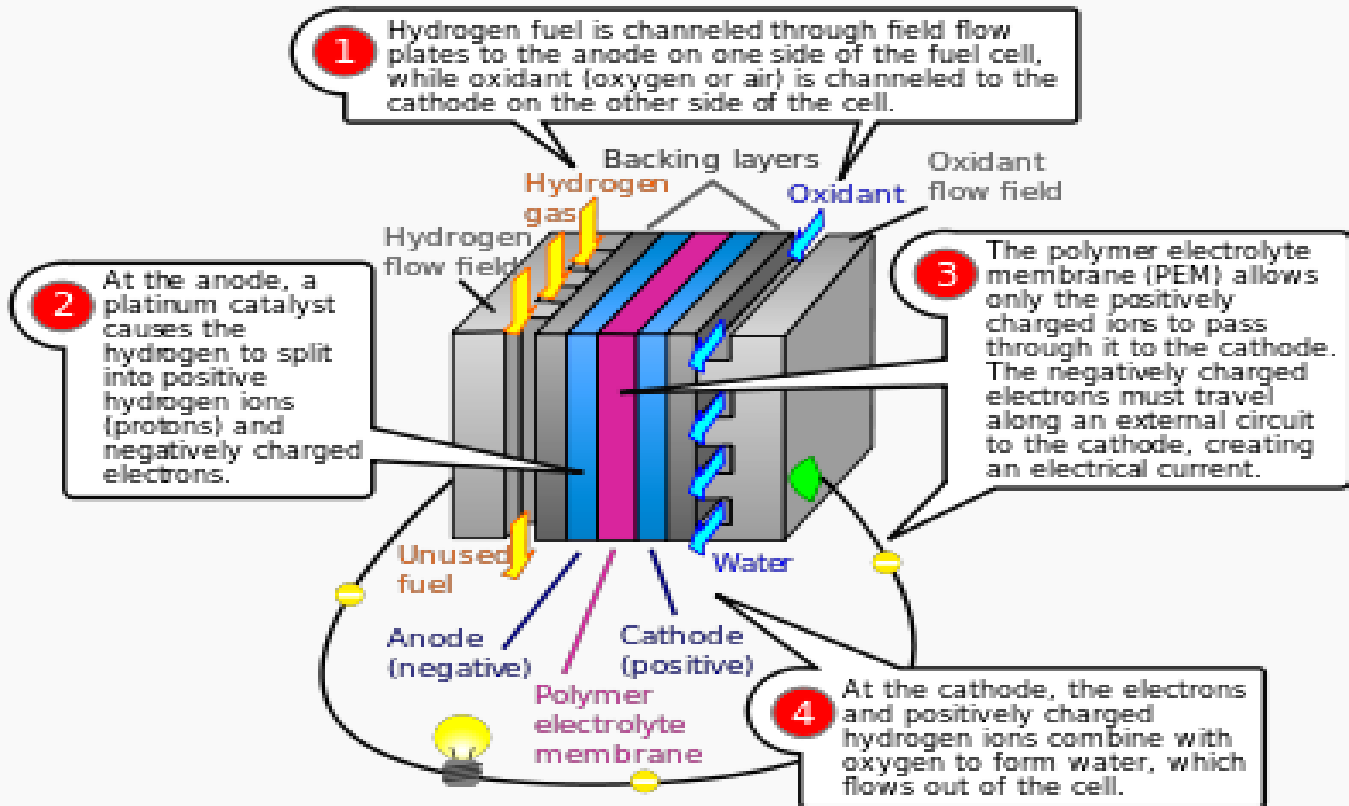 1
Hydrogen fuel is channeled through field flow
plates to the anode on one side of the fuel cell,
while oxidant (oxygen or air) is channeled to the
cathode on the other side of the cell.
Backing layers
Oxidant
flow field
Hydrogen
gas
Oxidant
Hydrogen
flow field
2
At the anode, a
platinum catalyst
causes the
hydrogen to split
into positive
hydrogen ions
(protons) and
negatively charged
electrons.
3
The polymer electrolyte
membrane (PEM) allows
only the positively
charged ions to pass
through it to the cathode.
The negatively charged
electrons must travel
along an external circuit
to the cathode, creating
an electrical current.
Unused
fuel
Water
Anode
(negative)
Cathode
(positive)
Polymer
electrolyte
membrane
4
At the cathode, the electrons
and positively charged
hydrogen ions combine with
oxygen to form water, which
flows out of the cell.